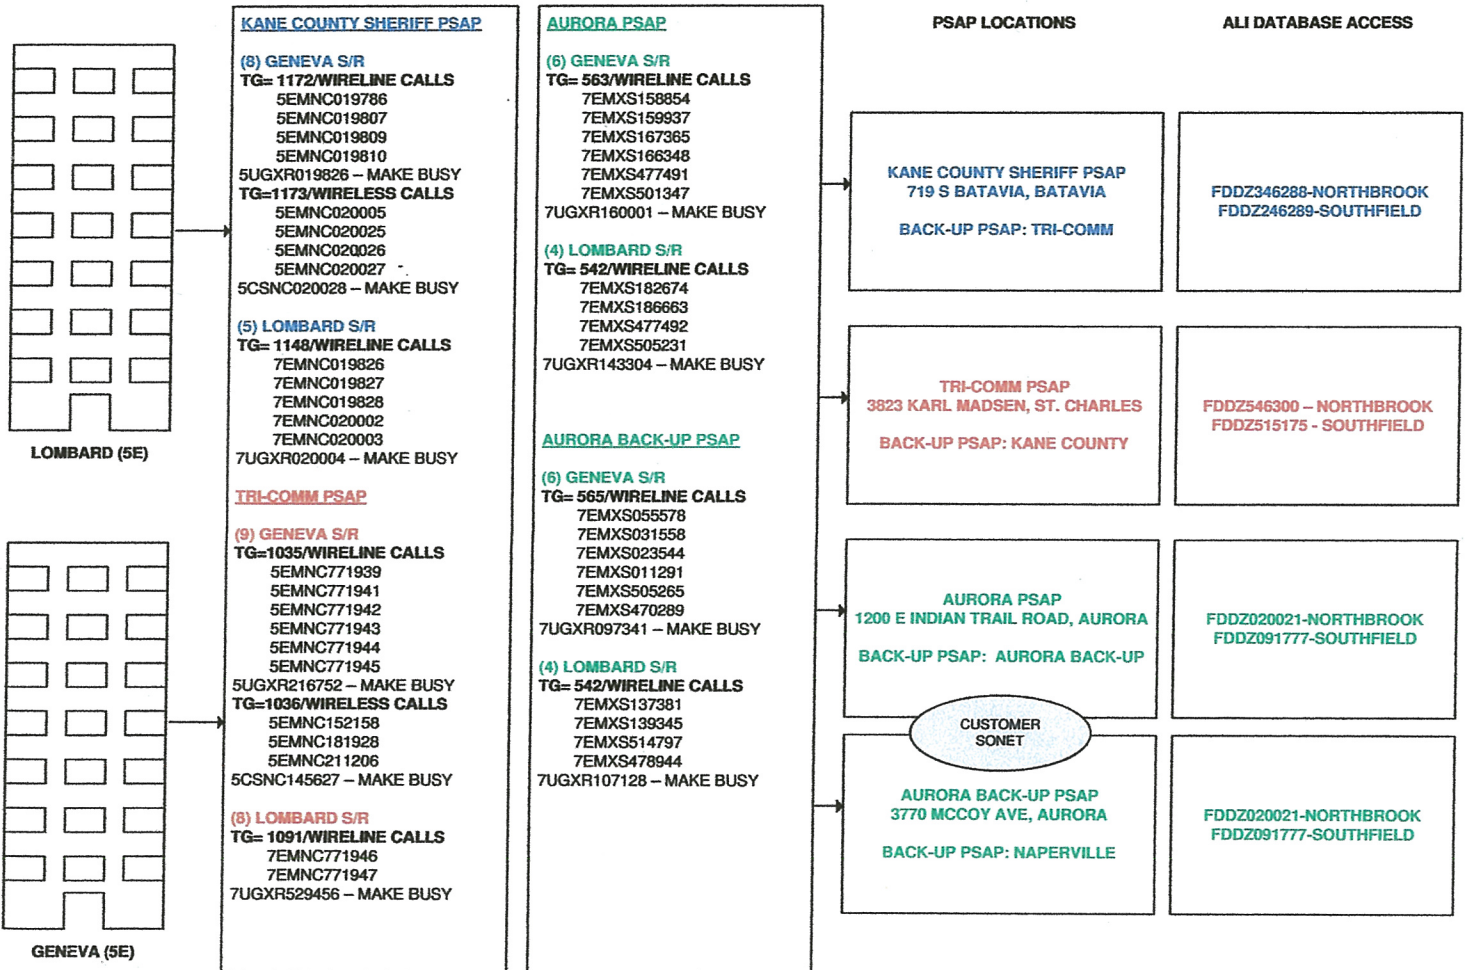 KANE COUNTY SHERIFF PSAP
(8) GENEVA S/R
TG= 1172/WIRELINE CALLS
5EMNC019786
5EMNC019807
5EMNC019809
5EMNC019810
5UGXR019826 – MAKE BUSY
TG=1173/WIRELESS CALLS
5EMNC020005
5EMNC020025
5EMNC020026
5EMNC020027
5CSNC020028 – MAKE BUSY
(5) LOMBARD S/R
TG= 1148/WIRELINE CALLS
7EMNC019826
7EMNC019827
7EMNC019828
7EMNC020002
7EMNC020003
7UGXR020004 – MAKE BUSY
TRI-COMM PSAP
(9) GENEVA S/R
TG=1035/WIRELINE CALLS
5EMNC771939
5EMNC771941
5EMNC771942
5EMNC771943
5EMNC771944
5EMNC771945
5UGXR216752 – MAKE BUSY
TG=1036/WIRELESS CALLS
5EMNC152158
5EMNC181928
5EMNC211206
5CSNC145627 – MAKE BUSY
(8) LOMBARD S/R
TG= 1091/WIRELINE CALLS
7EMNC771946
7EMNC771947
7UGXR529456 – MAKE BUSY
LOMBARD (5E)
GENEVA (5E)
AURORA PSAP
(6) GENEVA S/R
TG= 563/WIRELINE CALLS
7EMXS158854
7EMXS159937
7EMXS167365
7EMXS166348
7EMXS477491
7EMXS501347
7UGXR160001 – MAKE BUSY
(4) LOMBARD S/R
TG= 542/WIRELINE CALLS
7EMXS182674
7EMXS186663
7EMXS477492
7EMXS505231
7UGXR143304 – MAKE BUSY
AURORA BACK-UP PSAP
(6) GENEVA S/R
TG= 565/WIRELINE CALLS
7EMXS055578
7EMXS031558
7EMXS023544
7EMXS011291
7EMXS505265
7EMXS470289
7UGXR097341 – MAKE BUSY
(4) LOMBARD S/R
TG= 542/WIRELINE CALLS
7EMXS137381
7EMXS139345
7EMXS514797
7EMXS478944
7UGXR107128 – MAKE BUSY
PSAP LOCATIONS
KANE COUNTY SHERIFF PSAP
719 S BATAVIA, BATAVIA
BACK-UP PSAP: TRI-COMM
TRI-COMM PSAP
3823 KARL MADSEN, ST. CHARLES
BACK-UP PSAP: KANE COUNTY
AURORA PSAP
1200 E INDIAN TRAIL ROAD, AURORA
BACK-UP PSAP: AURORA BACK-UP
CUSTOMER
SONET
AURORA BACK-UP PSAP
3770 MCCOY AVE, AURORA
BACK-UP PSAP: NAPERVILLE
ALI DATABASE ACCESS
FDDZ346288-NORTHBROOK
FDDZ246289-SOUTHFIELD
FDDZ546300 – NORTHBROOK
FDDZ515175 - SOUTHFIELD
FDDZ020021-NORTHBROOK
FDDZ091777-SOUTHFIELD
FDDZ020021-NORTHBROOK
FDDZ091777-SOUTHFIELD